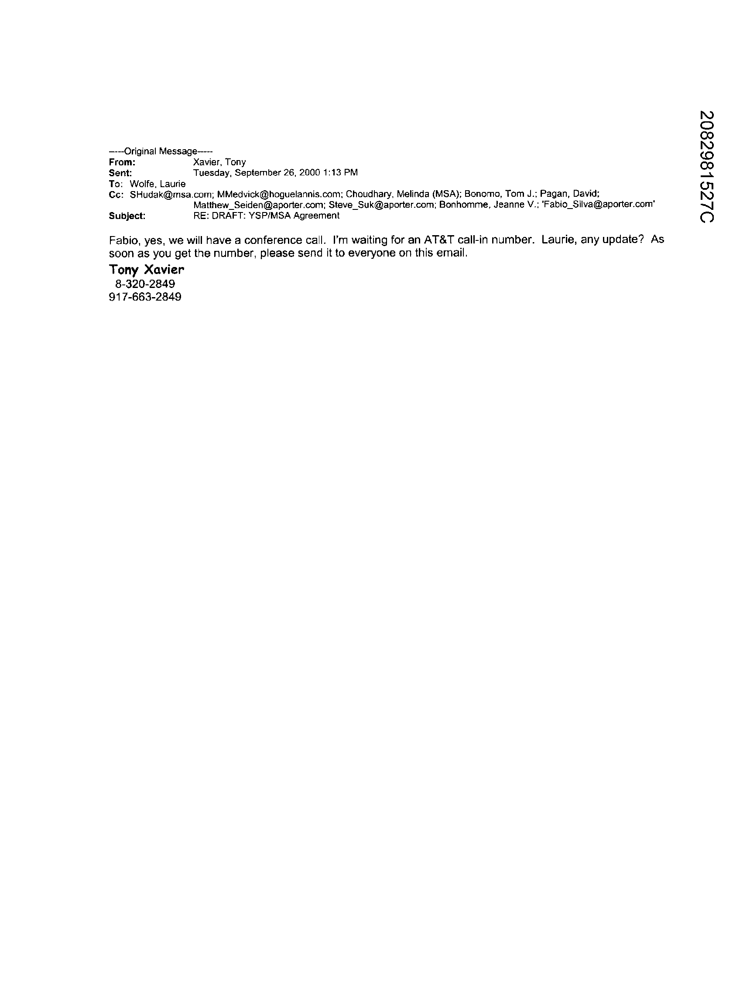 -----Original Message-----
From: Xavier, Tony
Sent: Tuesday, September 26, 2000 1:13 PM
To: Wolfe, Laurie
Cc: SHudak@msa.com; MMedvick@hoguelannis.com; Choudhary, Melinda (MSA); Bonomo, Tom J.; Pagan, David;
Matthew_Seiden@aporter.com; Steve_Suk@aporter.com; Bonhomme, Jeanne V.; 'Fabio_Silva@aporter.com'
Subject: RE: DRAFT: YSP/MSA Agreement
Fabio, yes, we will have a conference call. I'm waiting for an AT&T call-in number. Laurie, any update? As
soon as you get the number, please send it to everyone on this email.
Tony Xavier
8-320-2849
917-663-2849
2082981527C